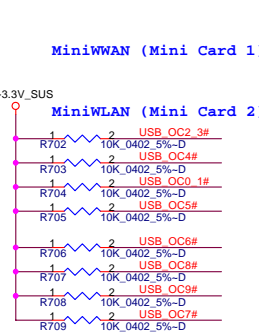 MiniWWAN (Mini Card 1)
3.3V_SUS
MiniWLAN (Mini Card 2)
1 2 USB_OC2_3#
R702 10K_0402_5%~D
1 2 USB_OC4#
R703 10K_0402_5%~D
1 2 USB_OC0_1#
R704 10K_0402_5%~D
1 2 USB_OC5#
R705 10K_0402_5%~D
1 2 USB_OC6#
R706 10K_0402_5%~D
1 2 USB_OC8#
R707 10K_0402_5%~D
1 2 USB_OC9#
R708 10K_0402_5%~D
1 2 USB_OC7#
R709 10K_0402_5%~D